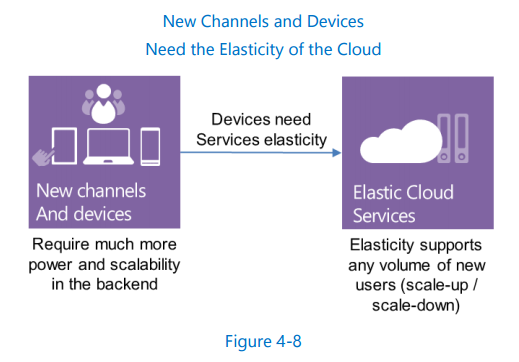 New Channels and Devices
Need the Elasticity of the Cloud
Devices need
Services elasticity
New channels
And devices
Elastic Cloud
Services
Require much more
power and scalability
in the backend
Elasticity supports
any volume of new
users (scale-up /
scale-down)
Figure 4-8